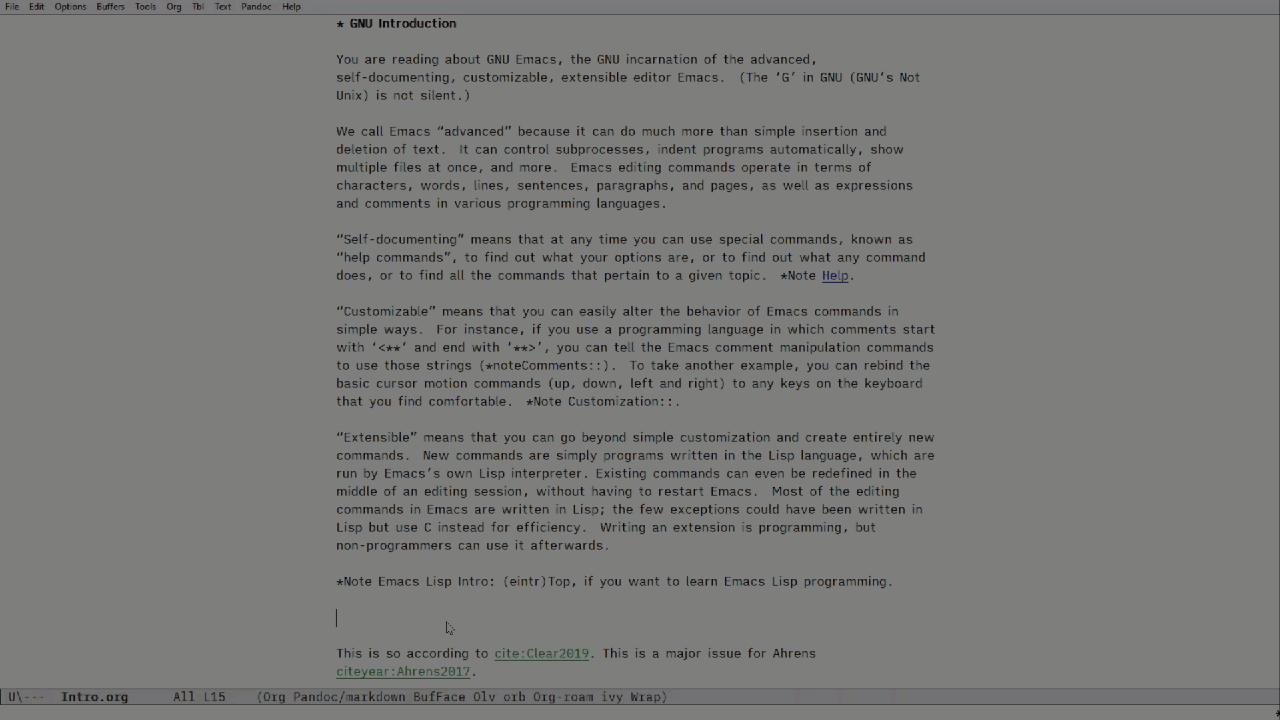 File Edit Options Buffers Tools Org Tbl Text Pandoc Help
* GNU Introduction
You are reading about GNU Emacs, the GNU incarnation of the advanced,
self-documenting, customizable, extensible editor Emacs.  (The ‘G’ in GNU (GNU’s Not
Unix) is not silent.)
We call Emacs “advanced” because it can do much more than simple insertion and
deletion of text.  It can control subprocesses, indent programs automatically, show
multiple files at once, and more.  Emacs editing commands operate in terms of
characters, words, lines, sentences, paragraphs, and pages, as well as expressions
and comments in various programming languages.
“Self-documenting” means that at any time you can use special commands, known as
“help commands”, to find out what your options are, or to find out what any command
does, or to find all the commands that pertain to a given topic.  *Note Help.
“Customizable” means that you can easily alter the behavior of Emacs commands in
simple ways.  For instance, if you use a programming language in which comments start
with ‘<**‘ and end with ‘**>’, you can tell the Emacs comment manipulation commands
to use those strings (*noteComments::).  To take another example, you can rebind the
basic cursor motion commands (up, down, left and right) to any keys on the keyboard
that you find comfortable.  *Note Customization::.
“Extensible” means that you can go beyond simple customization and create entirely new
commands.  New commands are simply programs written in the Lisp language, which are
run by Emacs’s own Lisp interpreter. Existing commands can even be redefined in the
middle of an editing session, without having to restart Emacs.  Most of the editing
commands in Emacs are written in Lisp; the few exceptions could have been written in
Lisp but use C instead for efficiency.  Writing an extension is programming, but
non-programmers can use it afterwards.
*Note Emacs Lisp Intro: (eintr)Top, if you want to learn Emacs Lisp programming.
This is so according to cite:Clear2019. This is a major issue for Ahrens
citeyear:Ahrens2017.
U\--- Intro.org All L15 (Org Pandoc/markdown BufFace Olv orb Org-roam ivy Wrap)